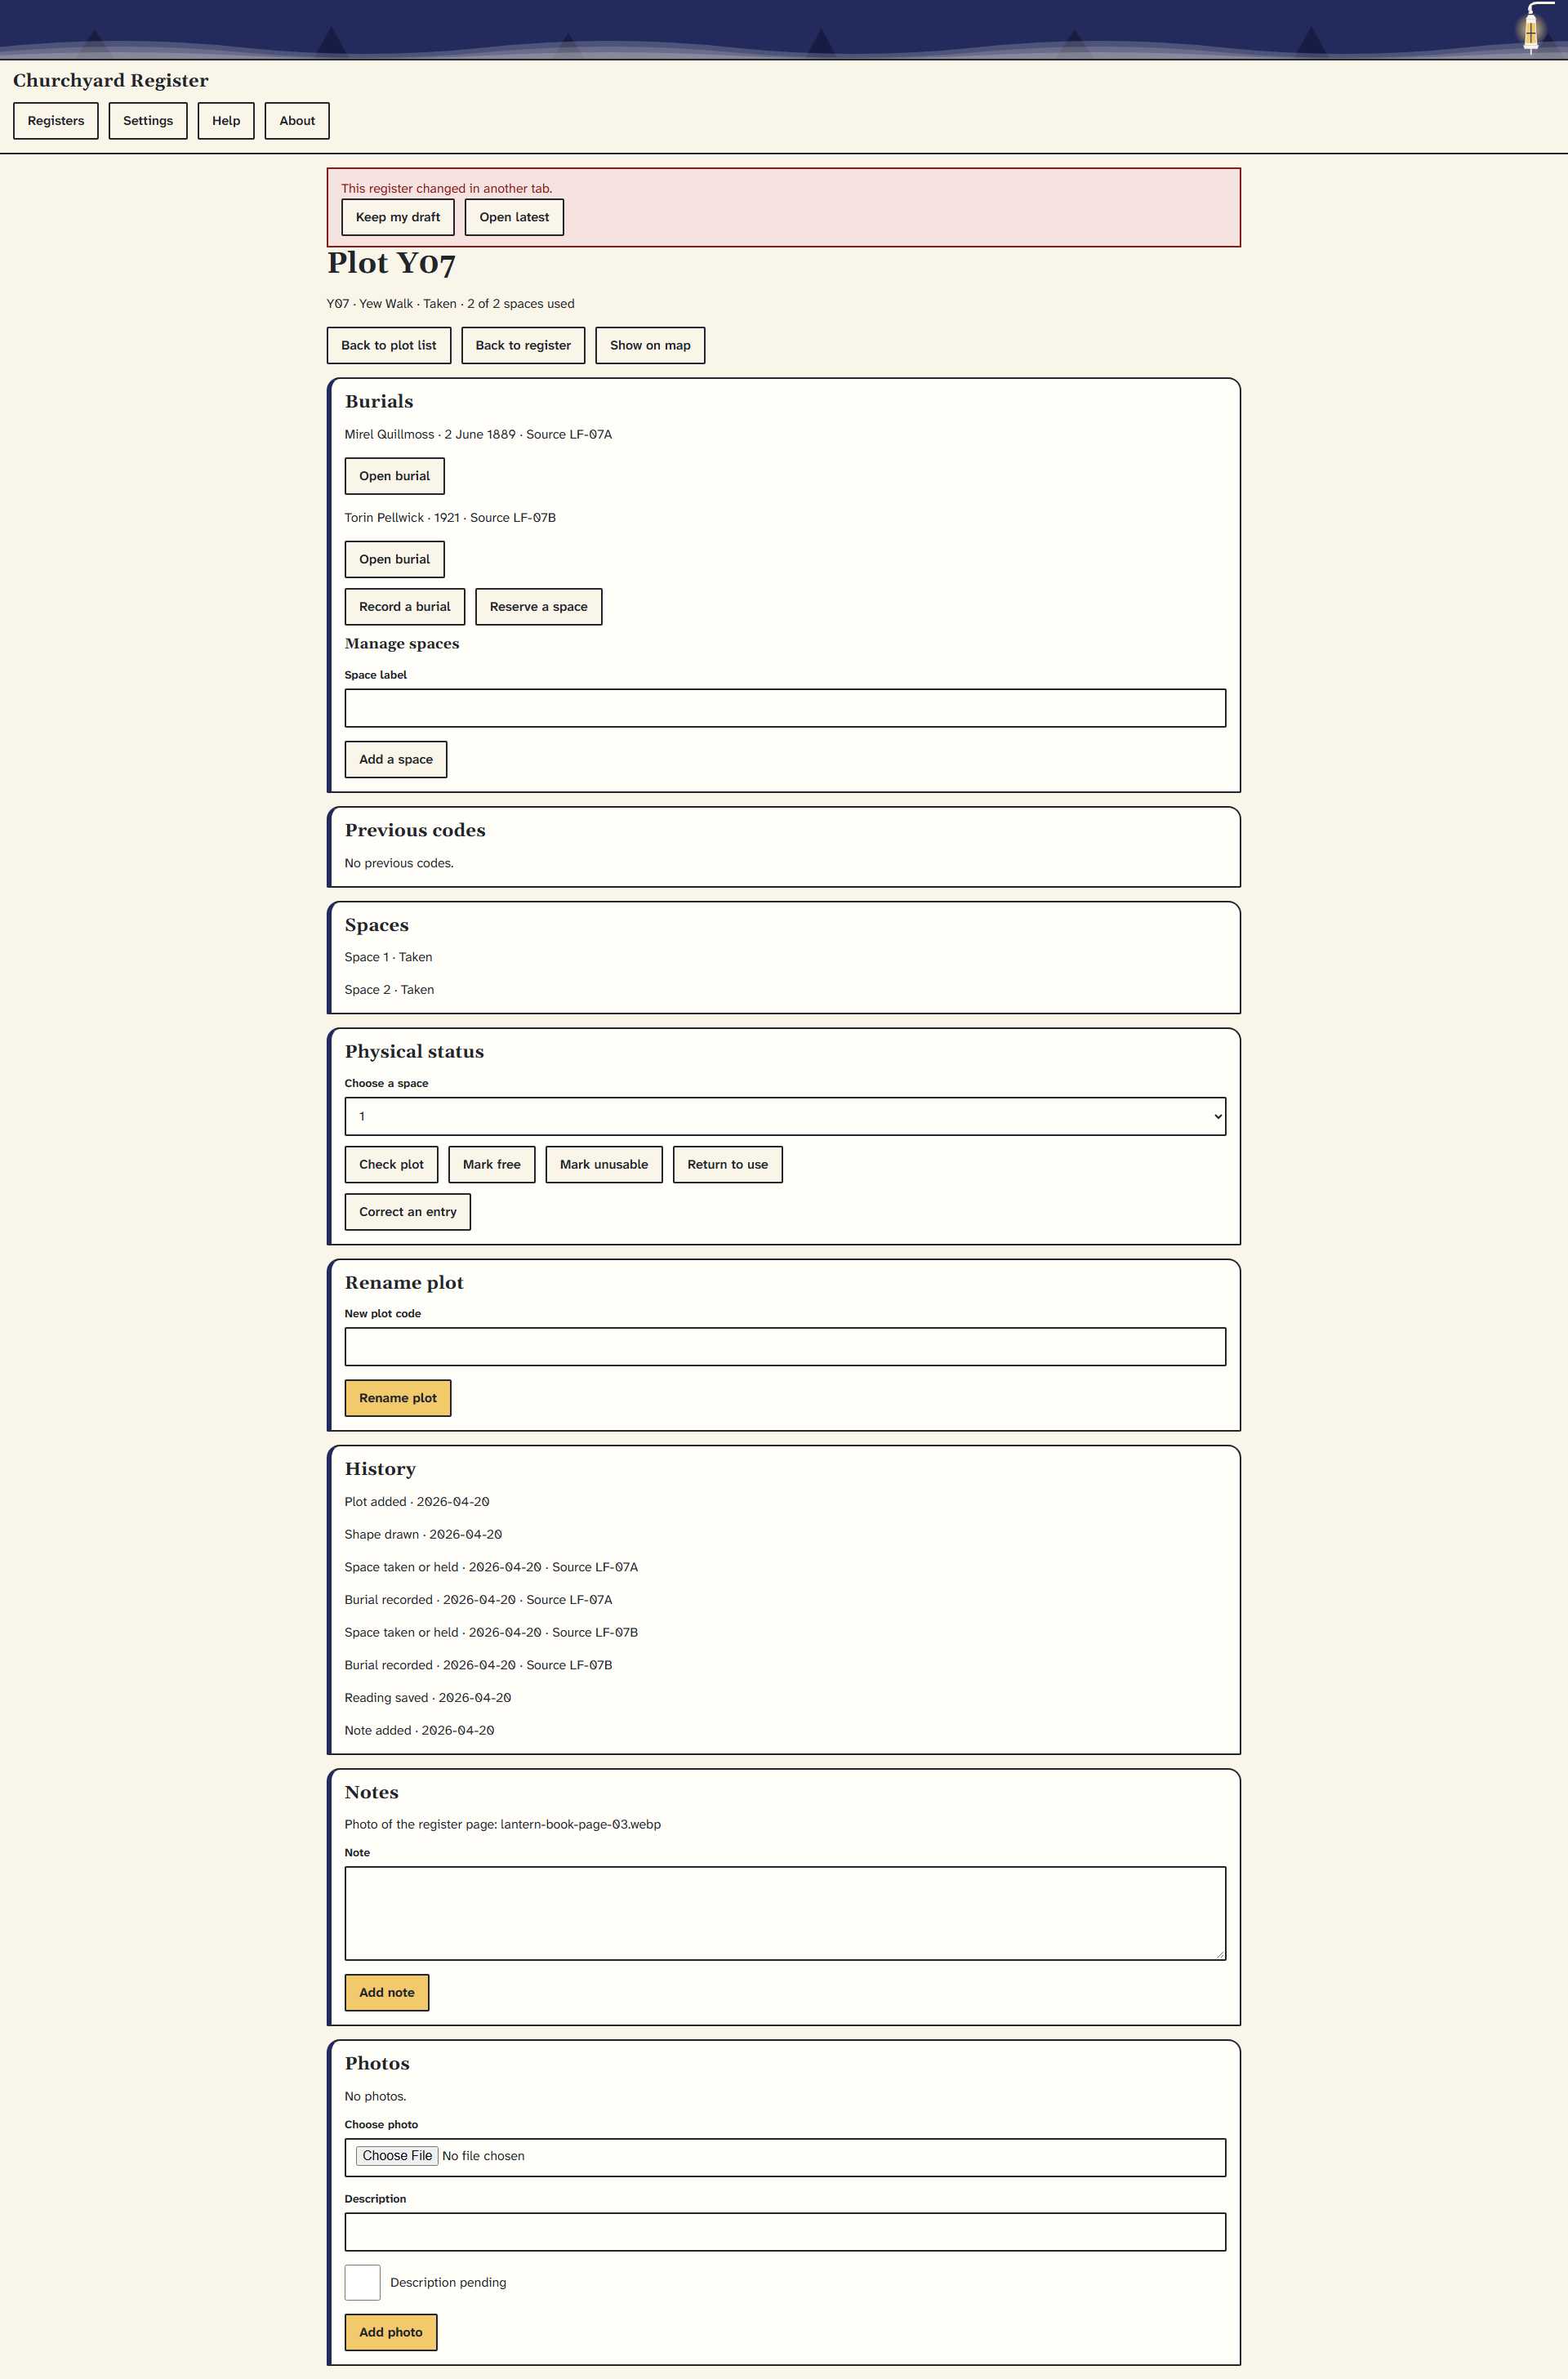 Churchyard Register
Registers Settings Help About
This register changed in another tab.
Keep my draft Open latest
Plot Y07
Y07 · Yew Walk · Taken · 2 of 2 spaces used
Back to plot list Back to register Show on map
Burials
Mirel Quillmoss · 2 June 1889 · Source LF-07A
Open burial
Torin Pellwick · 1921 · Source LF-07B
Open burial
Record a burial Reserve a space
Manage spaces
Space label
Add a space
Previous codes
No previous codes.
Spaces
Space 1 · Taken
Space 2 · Taken
Physical status
Choose a space
1
Check plot Mark free Mark unusable Return to use
Correct an entry
Rename plot
New plot code
Rename plot
History
Plot added · 2026-04-20
Shape drawn · 2026-04-20
Space taken or held · 2026-04-20 · Source LF-07A
Burial recorded · 2026-04-20 · Source LF-07A
Space taken or held · 2026-04-20 · Source LF-07B
Burial recorded · 2026-04-20 · Source LF-07B
Reading saved · 2026-04-20
Note added · 2026-04-20
Notes
Photo of the register page: lantern-book-page-03.webp
Note
Add note
Photos
No photos.
Choose photo
Choose File No file chosen
Description
Description pending
Add photo